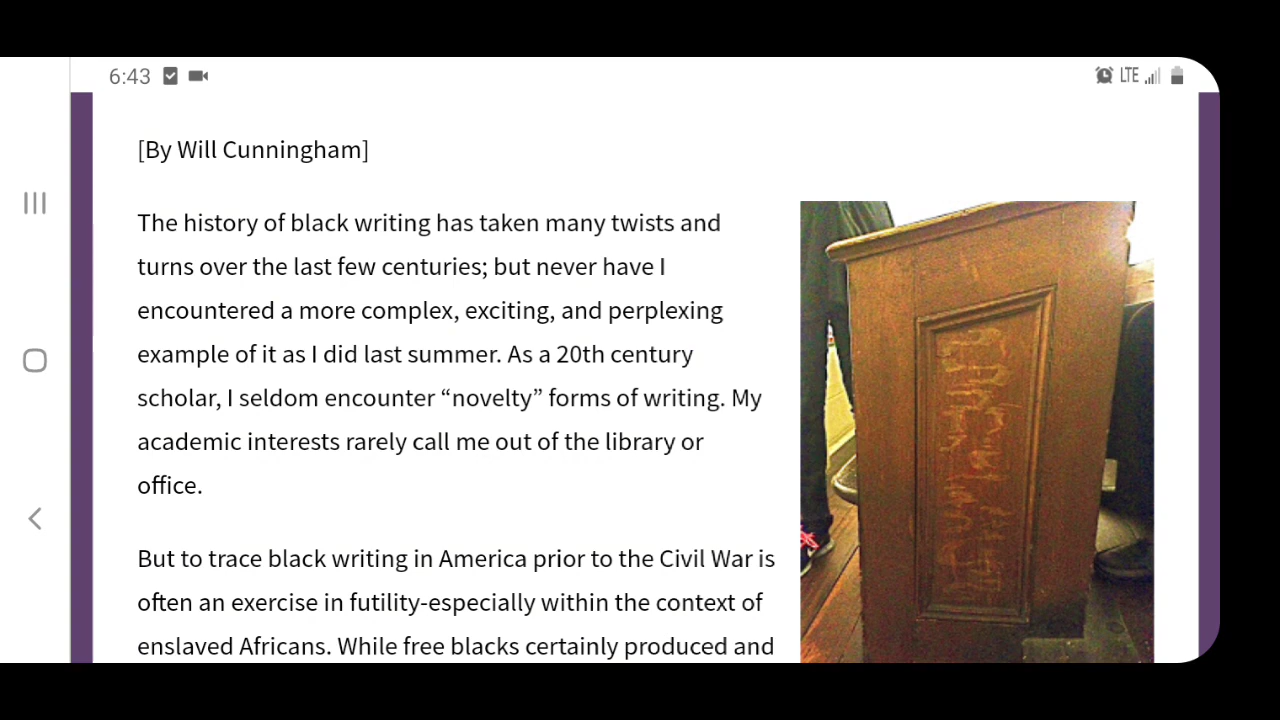 6:43
LTE
[By Will Cunningham]
The history of black writing has taken many twists and
turns over the last few centuries; but never have I
encountered a more complex, exciting, and perplexing
example of it as I did last summer. As a 20th century
scholar, I seldom encounter “novelty” forms of writing. My
academic interests rarely call me out of the library or
office.
But to trace black writing in America prior to the Civil War is
often an exercise in futility-especially within the context of
enslaved Africans. While free blacks certainly produced and